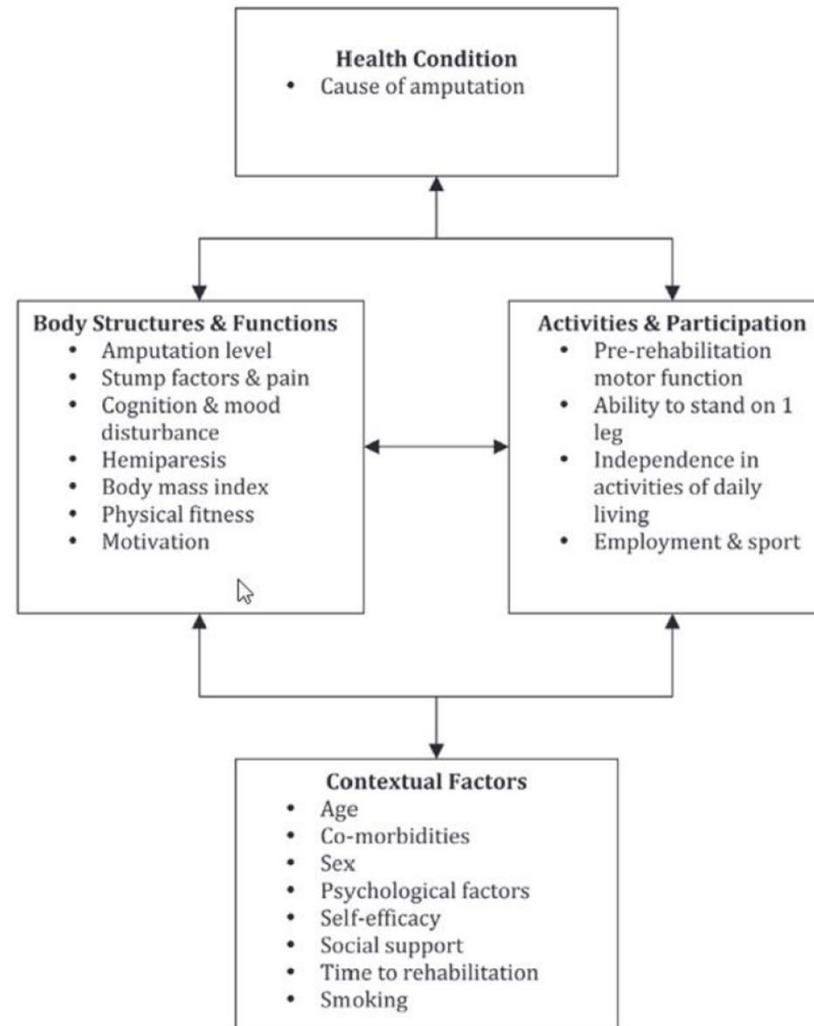 Health Condition
• Cause of amputation
Body Structures & Functions
• Amputation level
• Stump factors & pain
• Cognition & mood
disturbance
• Hemiparesis
• Body mass index
• Physical fitness
• Motivation
Activities & Participation
• Pre-rehabilitation
motor function
• Ability to stand on 1
leg
• Independence in
activities of daily
living
• Employment & sport
Contextual Factors
• Age
• Co-morbidities
• Sex
• Psychological factors
• Self-efficacy
• Social support
• Time to rehabilitation
• Smoking